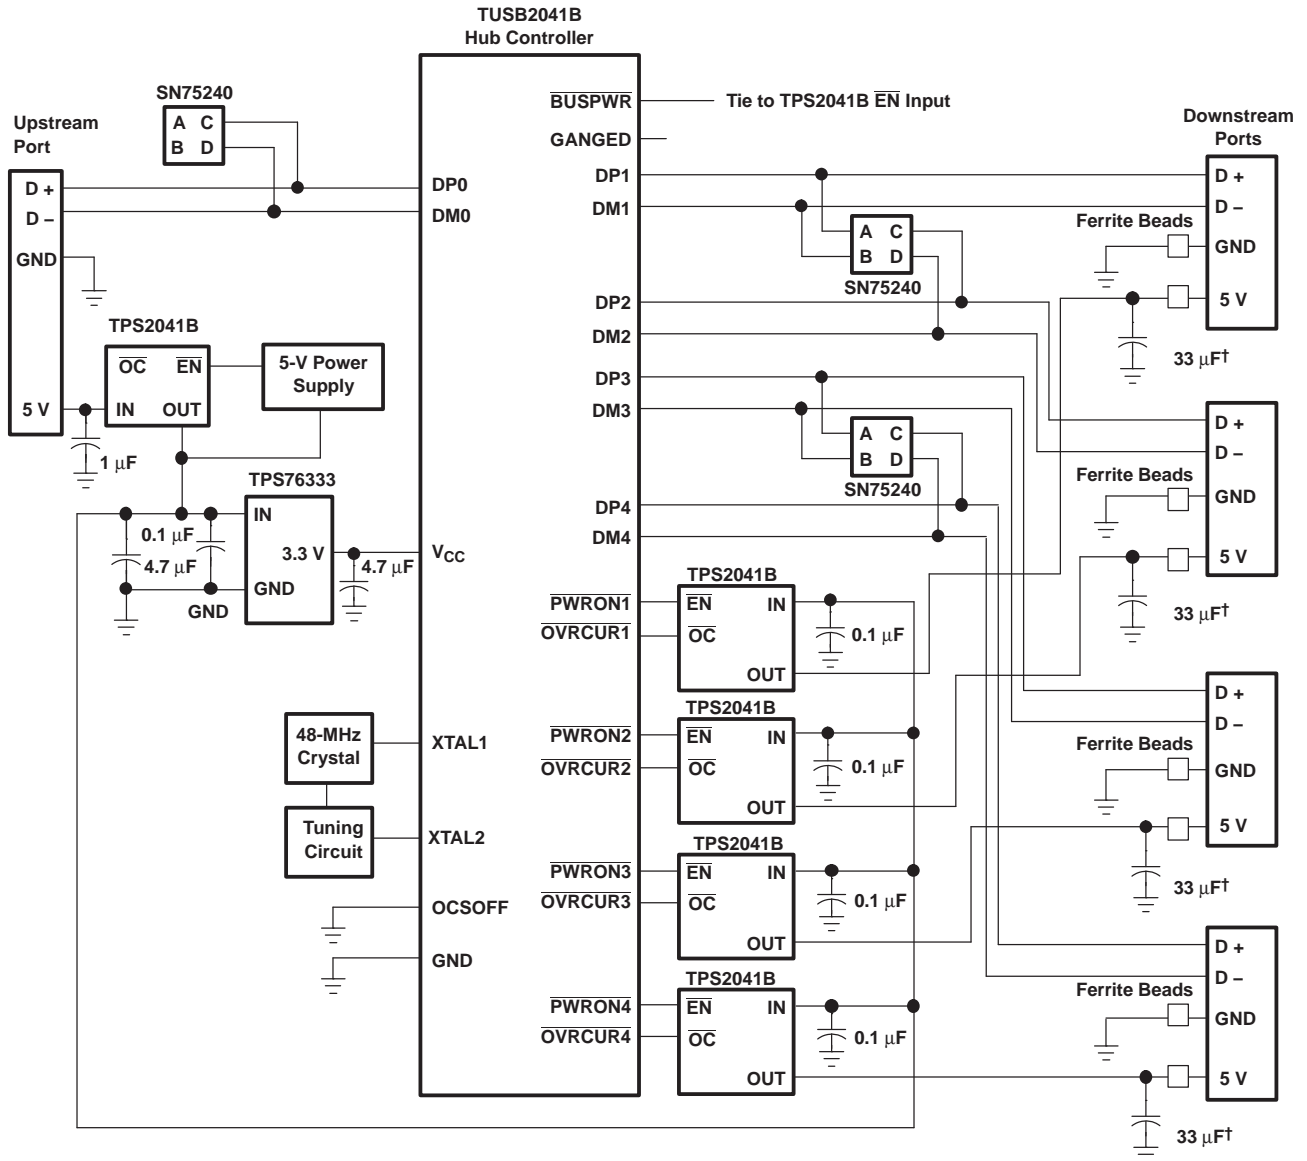 TUSB2041B
Hub Controller
SN75240
A C
B D
Upstream
Port
D +
D –
GND
5 V
DP0
DM0
BUSPWR
Tie to TPS2041B EN Input
GANGED
DP1
DM1
A C
B D
SN75240
DP2
DM2
DP3
DM3
A C
B D
SN75240
DP4
DM4
Downstream
Ports
D +
D –
Ferrite Beads
GND
5 V
33 μF†
TPS2041B
OC EN
IN OUT
5-V Power
Supply
1 μF
TPS76333
IN
3.3 V
GND
0.1 μF
4.7 μF
GND
4.7 μF
VCC
D +
D –
Ferrite Beads
GND
5 V
33 μF†
PWRON1
OVRCUR1
TPS2041B
EN IN
OC
OUT
0.1 μF
48-MHz
Crystal
XTAL1
Tuning
Circuit
XTAL2
PWRON2
OVRCUR2
TPS2041B
EN IN
OC
OUT
0.1 μF
D +
D –
Ferrite Beads
GND
5 V
33 μF†
OCSOFF
GND
PWRON3
OVRCUR3
TPS2041B
EN IN
OC
OUT
0.1 μF
PWRON4
OVRCUR4
TPS2041B
EN IN
OC
OUT
0.1 μF
D +
D –
Ferrite Beads
GND
5 V
33 μF†